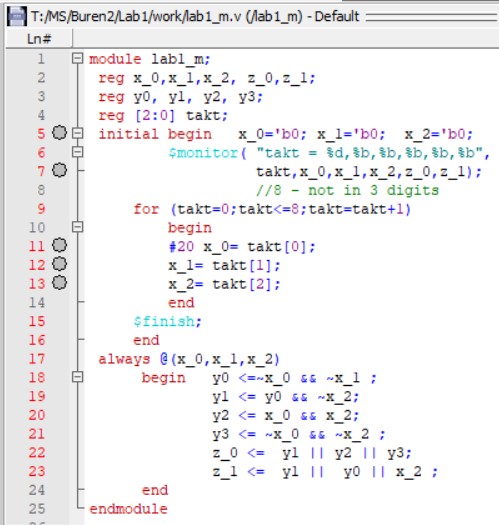 T:/MS/Buren2/Lab1/work/lab1_m.v (/lab1_m) - Default
Ln#
1 module lab1_m;
2 reg x_0,x_1,x_2, z_0,z_1;
3 reg y0, y1, y2, y3;
4 reg [2:0] takt;
5 initial begin x_0='b0; x_1='b0; x_2='b0;
6 $monitor( "takt = %d,%b,%b,%b,%b,%b",
7 takt,x_0,x_1,x_2,z_0,z_1);
8 //8 - not in 3 digits
9 for (takt=0;takt<=8;takt=takt+1)
10 begin
11 #20 x_0= takt[0];
12 x_1= takt[1];
13 x_2= takt[2];
14 end
15 $finish;
16 end
17 always @(x_0,x_1,x_2)
18 begin y0 <=~x_0 && ~x_1 ;
19 y1 <= y0 && ~x_2;
20 y2 <= x_0 && x_2;
21 y3 <= ~x_0 && ~x_2 ;
22 z_0 <= y1 || y2 || y3;
23 z_1 <= y1 || y0 || x_2 ;
24 end
25 endmodule